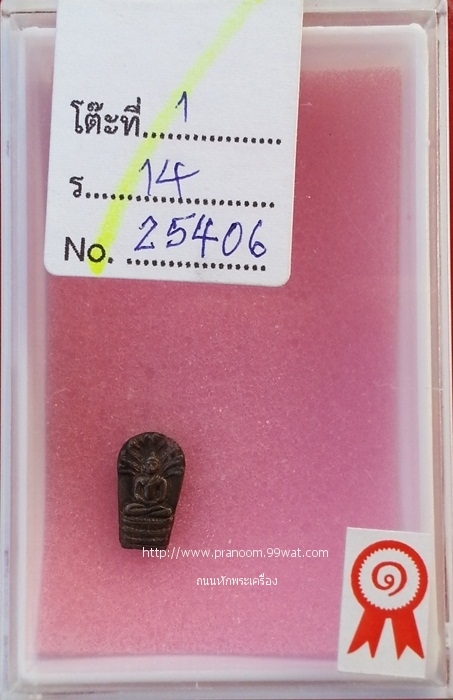 โต๊ะที่ 1
ร 14
No. 25406
http://www.pranoom.99wat.com
ถนนหักพระเครื่อง
๑